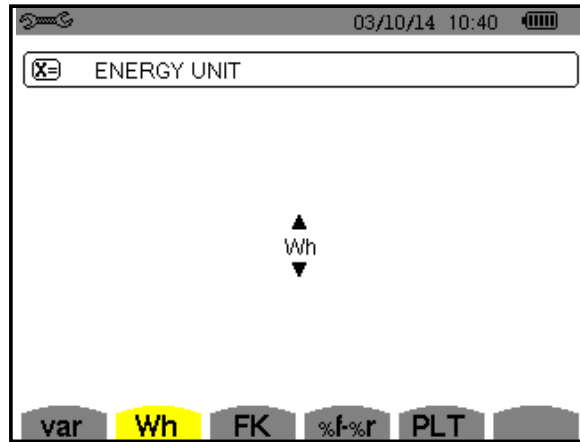 03/10/14 10:40
X= ENERGY UNIT
Wh
var Wh FK %f-%r PLT